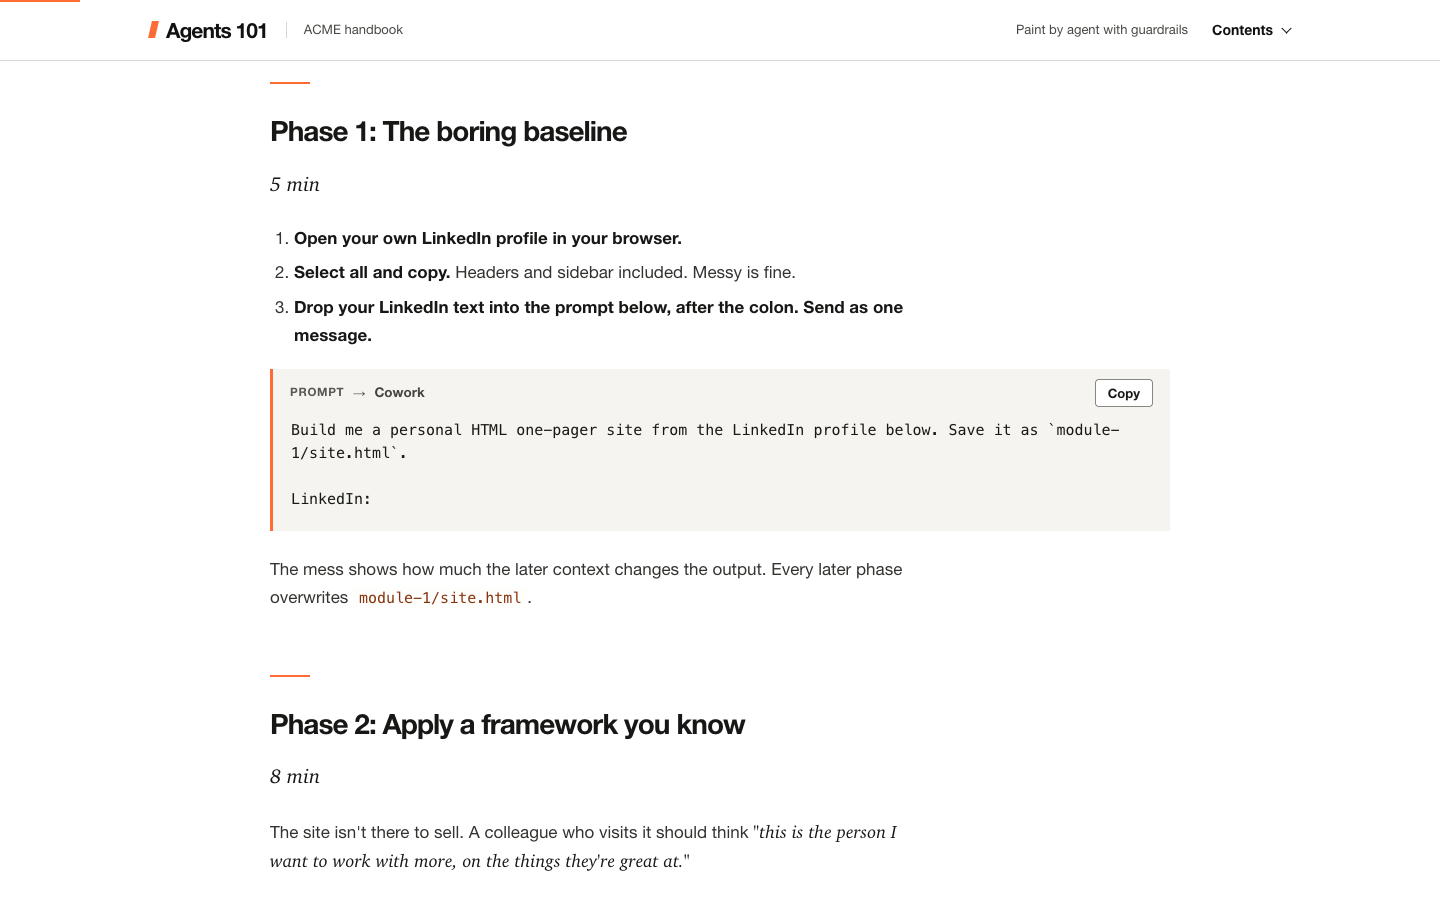 Agents 101
ACME handbook
Paint by agent with guardrails
Contents
Phase 1: The boring baseline
5 min
1. Open your own LinkedIn profile in your browser.
2. Select all and copy. Headers and sidebar included. Messy is fine.
3. Drop your LinkedIn text into the prompt below, after the colon. Send as one
message.
PROMPT → Cowork
Copy
Build me a personal HTML one-pager site from the LinkedIn profile below. Save it as `module-
1/site.html`.
LinkedIn:
The mess shows how much the later context changes the output. Every later phase
overwrites module-1/site.html.
Phase 2: Apply a framework you know
8 min
The site isn't there to sell. A colleague who visits it should think "this is the person I
want to work with more, on the things they're great at."